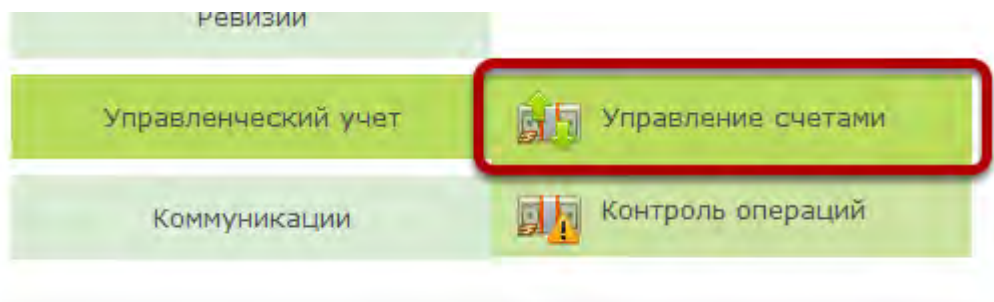 Ревизии
Управленческий учет
Управление счетами
Коммуникации
Контроль операций